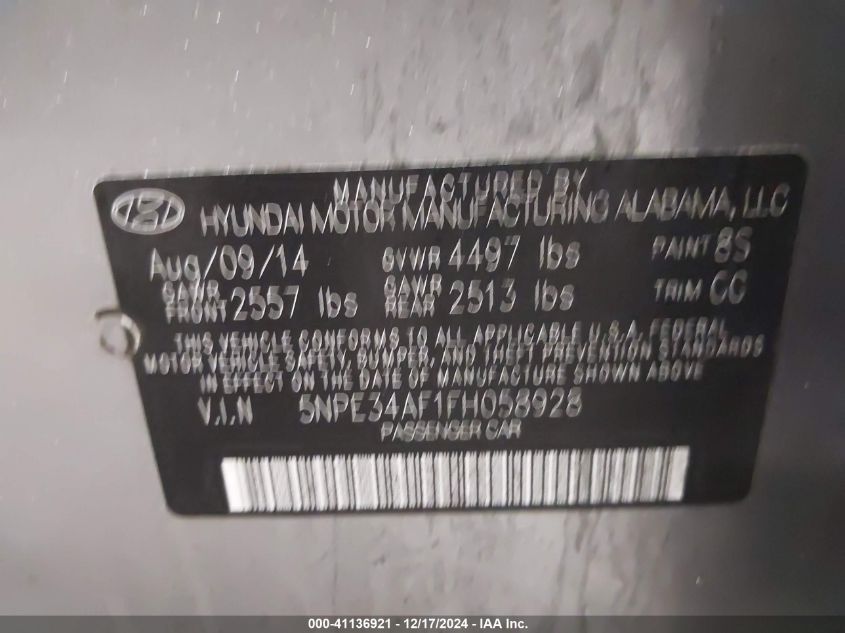 MANUFACTURED BY
HYUNDAI MOTOR MANUFACTURING ALABAMA, LLC
Aug/09/14 GVWR 4497 lbs PAINT 8S
GAWR FRONT 2557 lbs GAWR REAR 2513 lbs TRIM CC
THIS VEHICLE CONFORMS TO ALL APPLICABLE U.S.A. FEDERAL
MOTOR VEHICLE SAFETY, BUMPER, AND THEFT PREVENTION STANDARDS
IN EFFECT ON THE DATE OF MANUFACTURE SHOWN ABOVE
V.I.N 5NPE34AF1FH058928
PASSENGER CAR
000-41136921 - 12/17/2024 - IAA Inc.